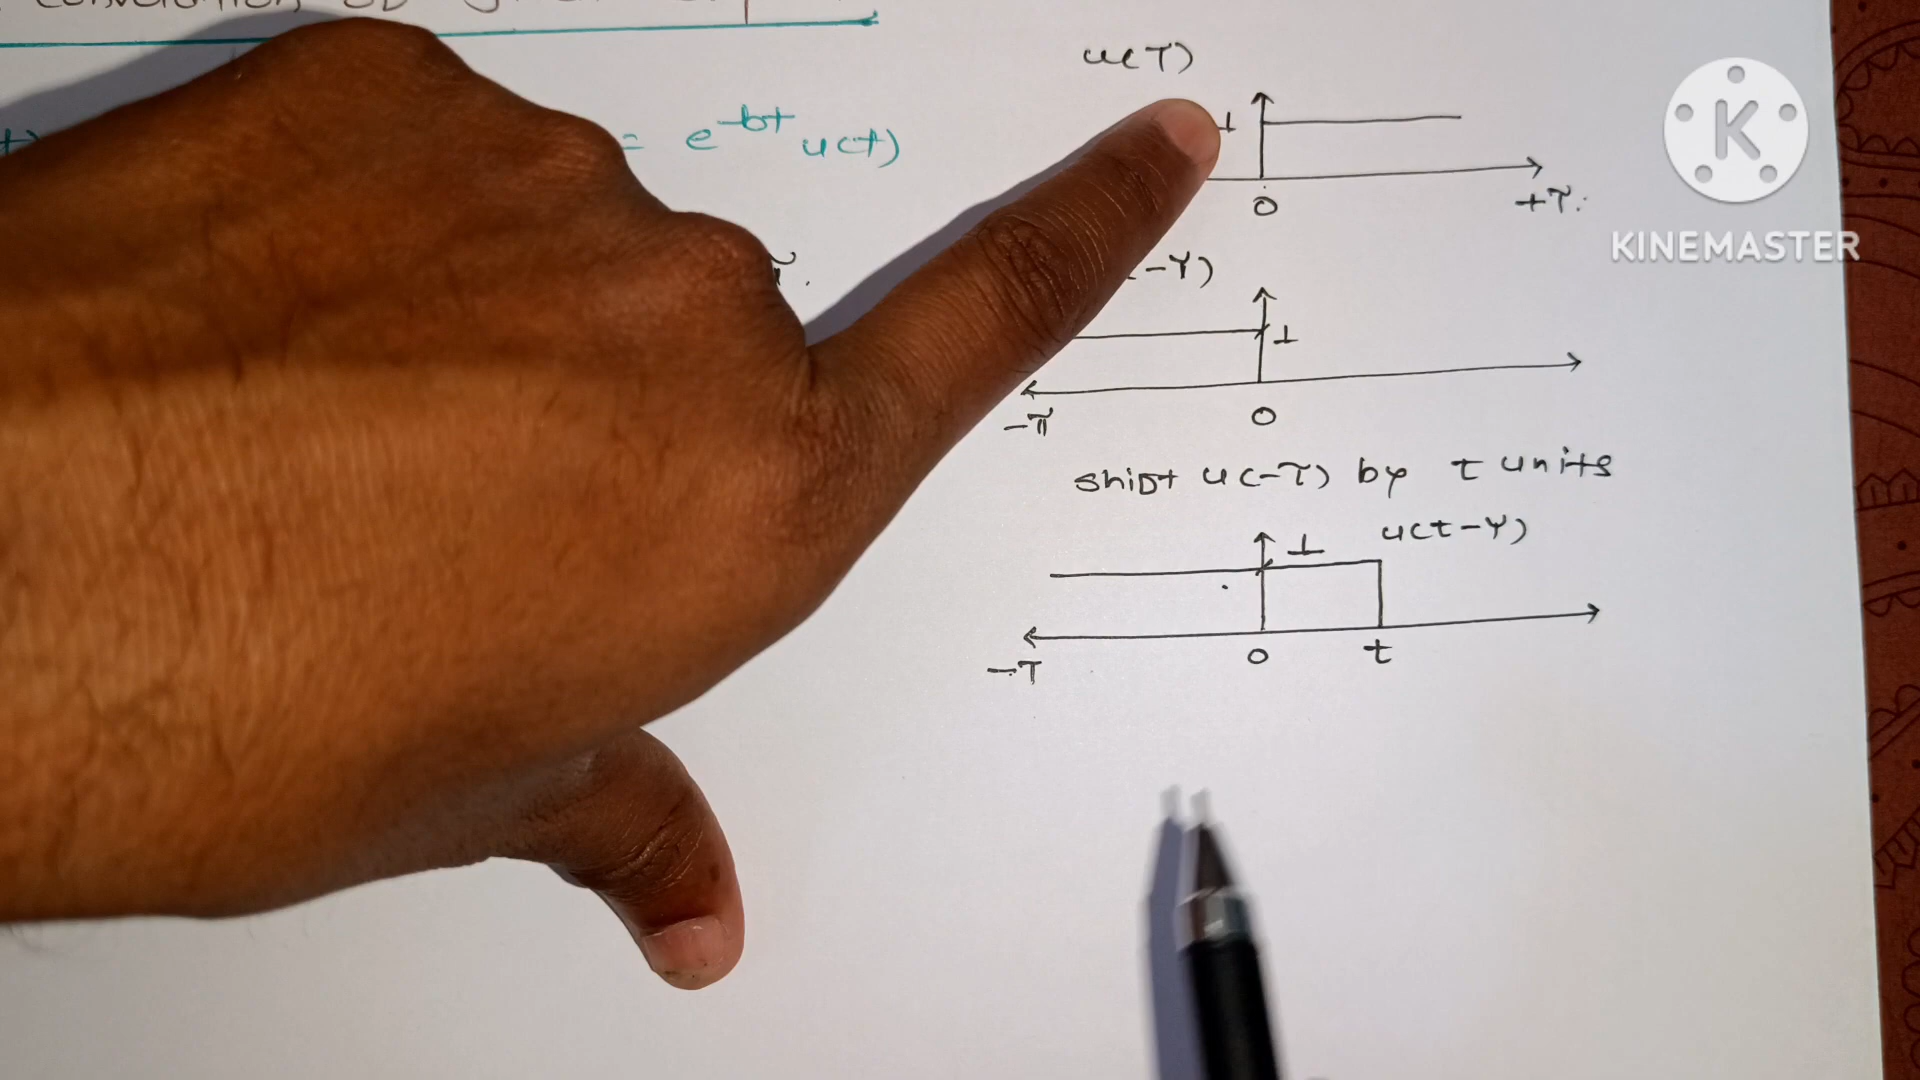 u(τ)
1
= e^-bt u(t)
0
+τ.
K
KINEMASTER
-τ)
τ.
1
-τ
0
shift u(-τ) by t units
1
u(t-τ)
-τ
0
t